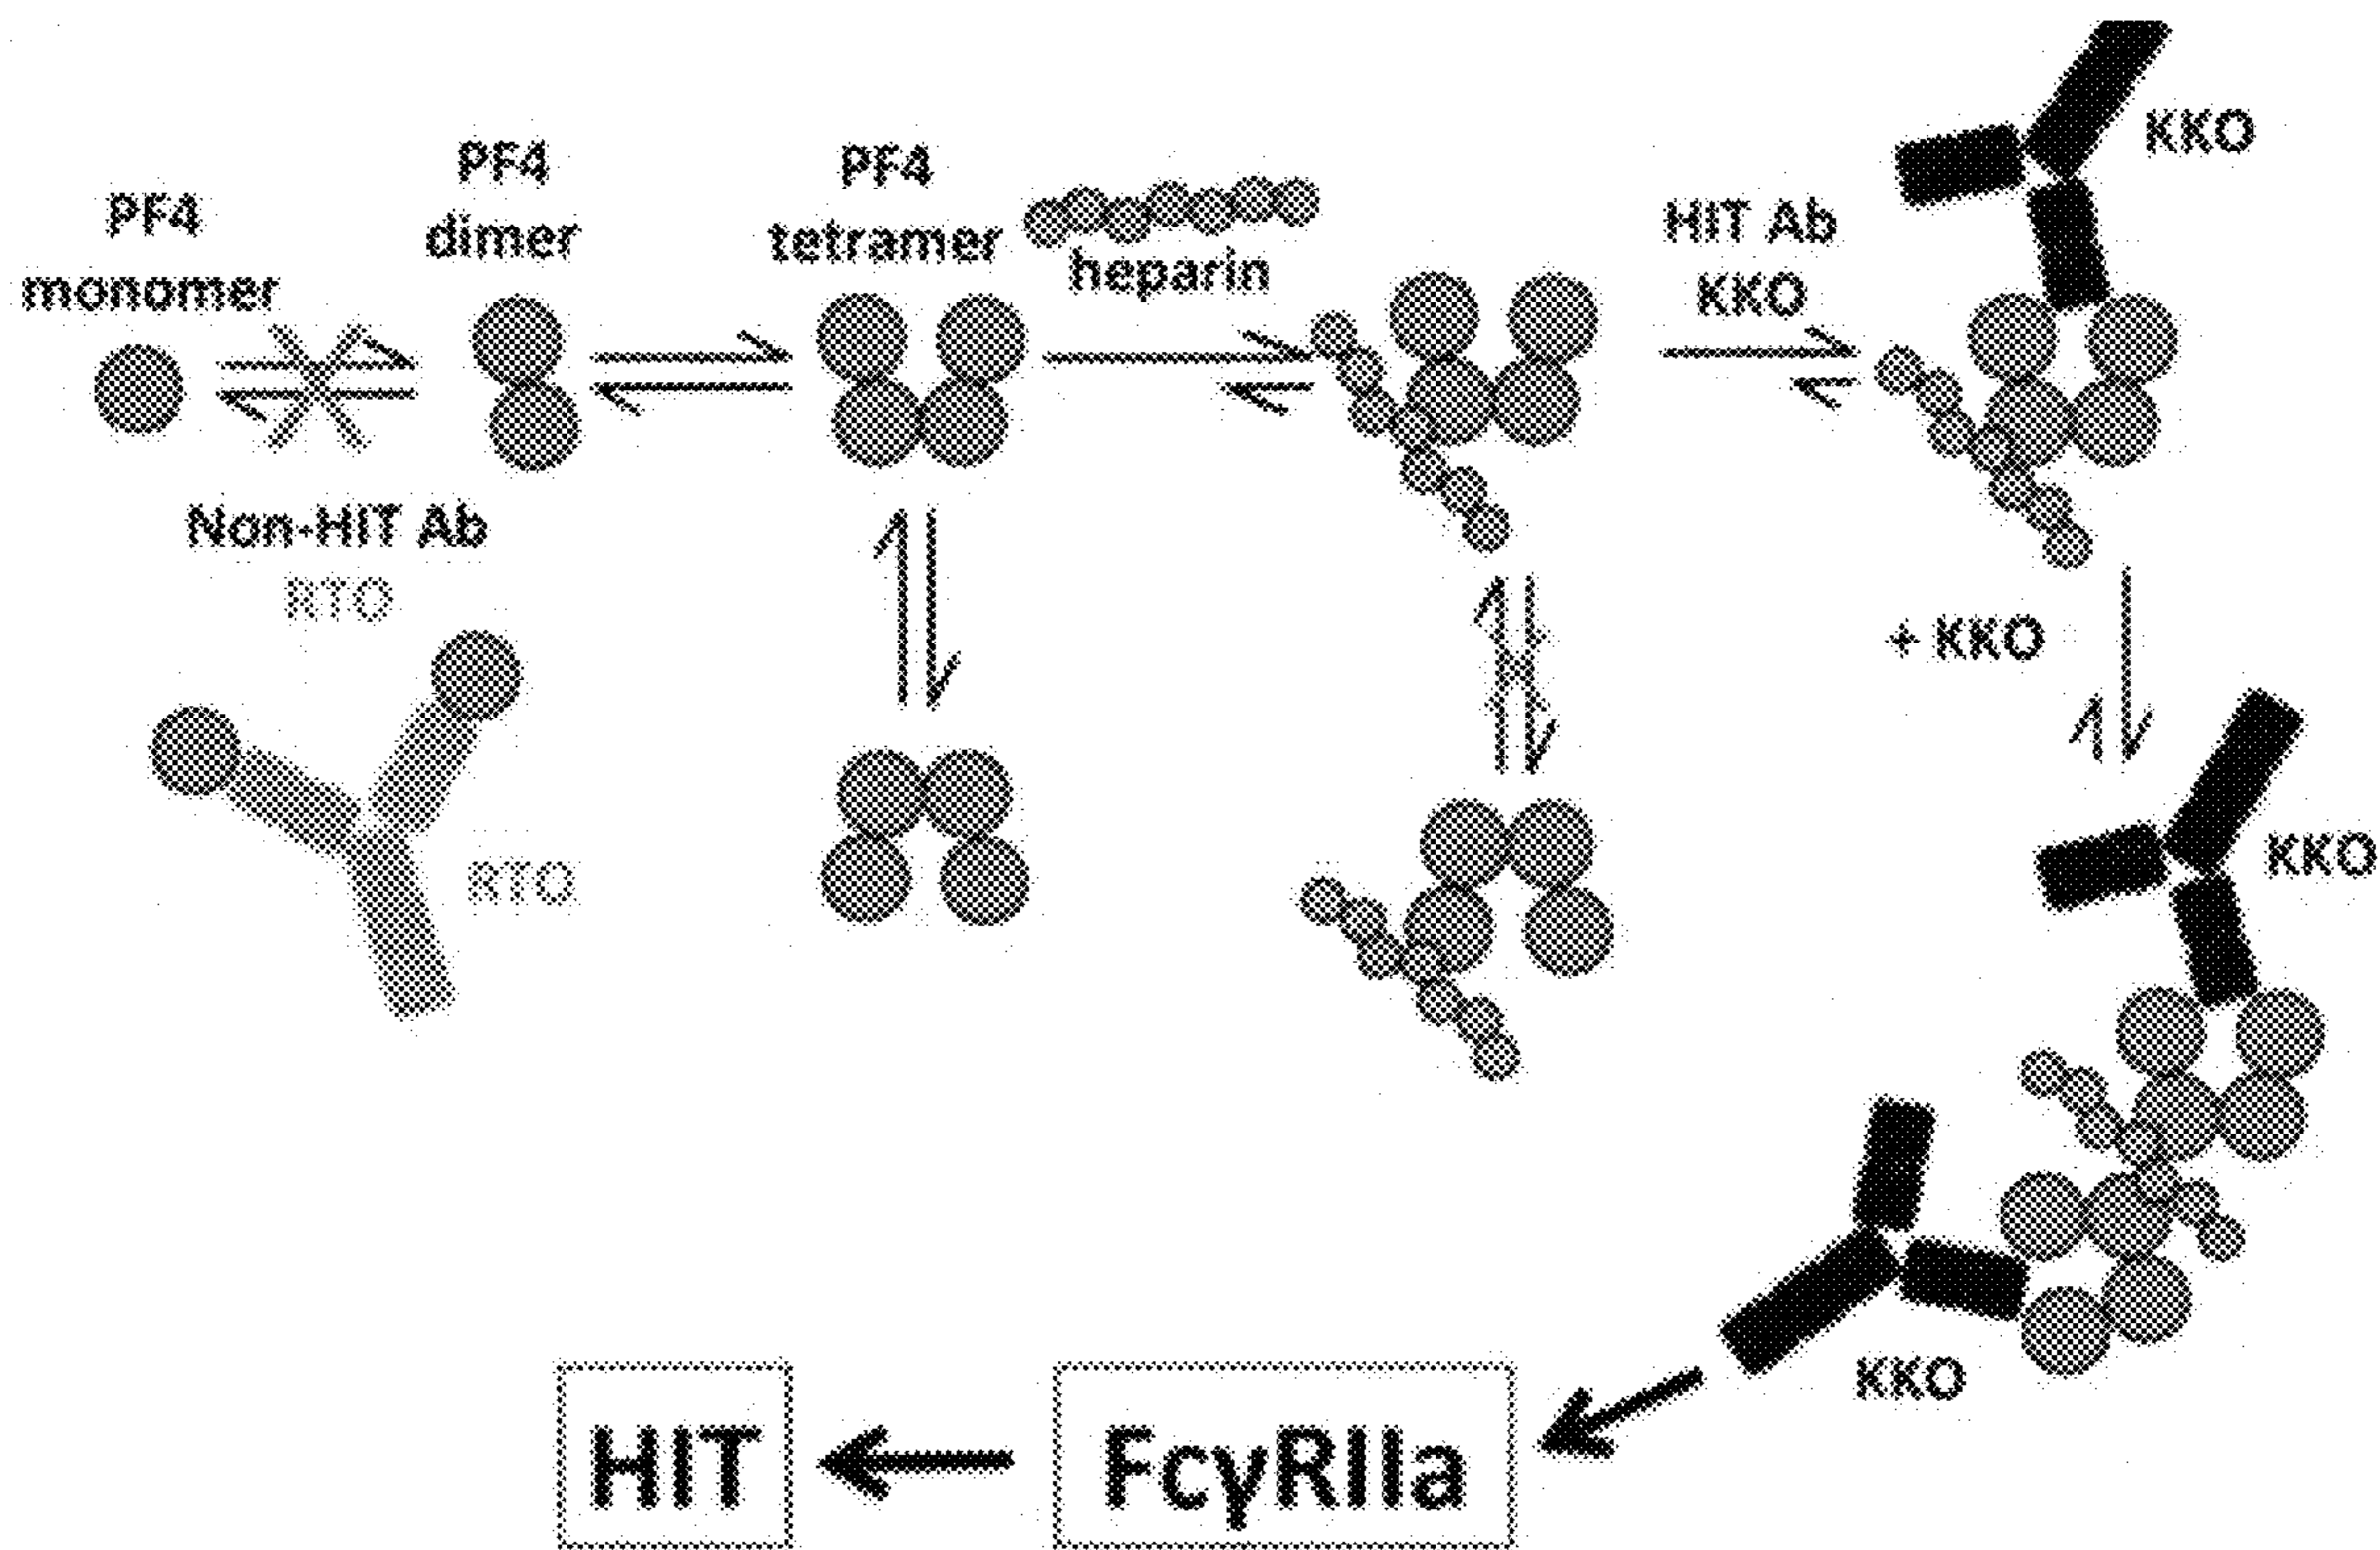 PF4
monomer
PF4
dimer
PF4
tetramer
heparin
HIT Ab
KKO
KKO
Non-HIT Ab
RTO
RTO
+ KKO
KKO
KKO
FcγRIIa
HIT